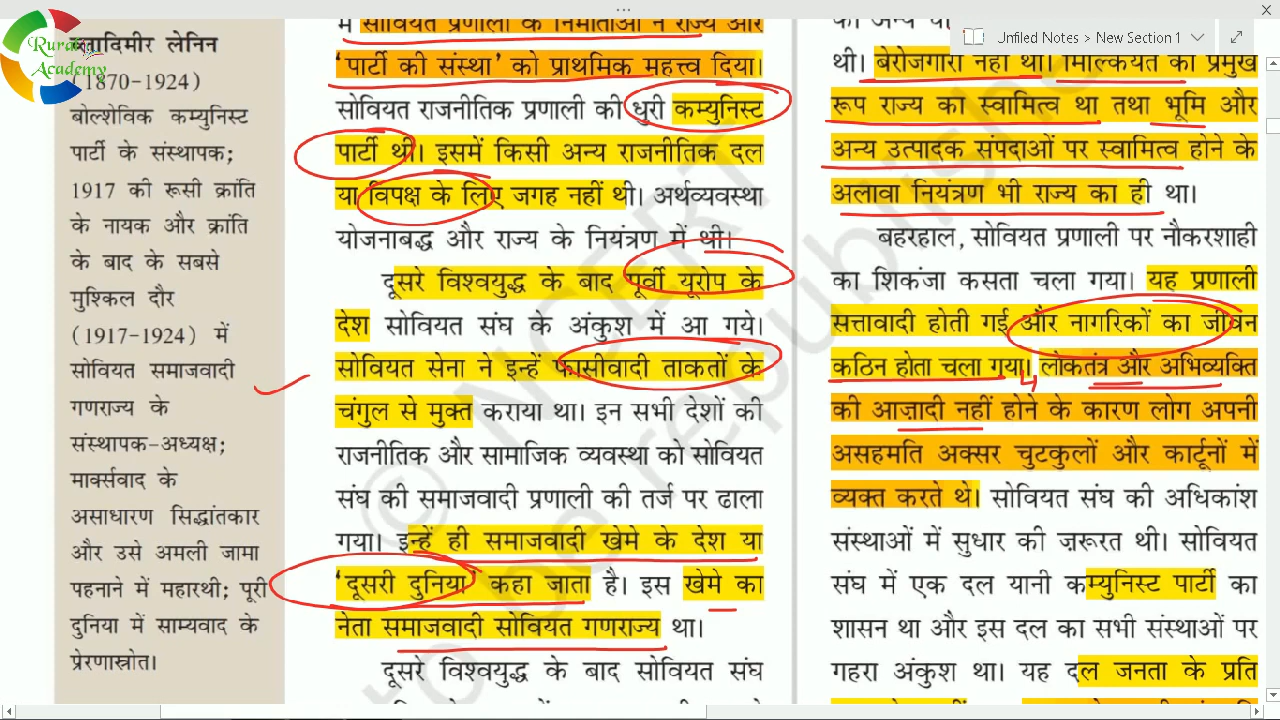 Rural
Academy
व्लादिमीर लेनिन
(1870-1924)
बोल्शेविक कम्युनिस्ट
पार्टी के संस्थापक;
1917 की रूसी क्रांति
के नायक और क्रांति
के बाद के सबसे
मुश्किल दौर
(1917-1924) में
सोवियत समाजवादी
गणराज्य के
संस्थापक-अध्यक्ष;
मार्क्सवाद के
असाधारण सिद्धांतकार
और उसे अमली जामा
पहनाने में महारथी; पूरी
दुनिया में साम्यवाद के
प्रेरणास्रोत।
में सोवियत प्रणाली के निर्माताओं ने राज्य और
'पार्टी की संस्था' को प्राथमिक महत्त्व दिया।
सोवियत राजनीतिक प्रणाली की धुरी कम्युनिस्ट
पार्टी थी। इसमें किसी अन्य राजनीतिक दल
या विपक्ष के लिए जगह नहीं थी। अर्थव्यवस्था
योजनाबद्ध और राज्य के नियंत्रण में थी।
दूसरे विश्वयुद्ध के बाद पूर्वी यूरोप के
देश सोवियत संघ के अंकुश में आ गये।
सोवियत सेना ने इन्हें फासीवादी ताकतों के
चंगुल से मुक्त कराया था। इन सभी देशों की
राजनीतिक और सामाजिक व्यवस्था को सोवियत
संघ की समाजवादी प्रणाली की तर्ज पर ढाला
गया। इन्हें ही समाजवादी खेमे के देश या
'दूसरी दुनिया' कहा जाता है। इस खेमे का
नेता समाजवादी सोवियत गणराज्य था।
दूसरे विश्वयुद्ध के बाद सोवियत संघ
Unfiled Notes > New Section 1
थी। बेरोजगारी नहीं थी। मिल्कियत का प्रमुख
रूप राज्य का स्वामित्व था तथा भूमि और
अन्य उत्पादक संपदाओं पर स्वामित्व होने के
अलावा नियंत्रण भी राज्य का ही था।
बहरहाल, सोवियत प्रणाली पर नौकरशाही
का शिकंजा कसता चला गया। यह प्रणाली
सत्तावादी होती गई और नागरिकों का जीवन
कठिन होता चला गया। लोकतंत्र और अभिव्यक्ति
की आज़ादी नहीं होने के कारण लोग अपनी
असहमति अक्सर चुटकुलों और कार्टूनों में
व्यक्त करते थे। सोवियत संघ की अधिकांश
संस्थाओं में सुधार की ज़रूरत थी। सोवियत
संघ में एक दल यानी कम्युनिस्ट पार्टी का
शासन था और इस दल का सभी संस्थाओं पर
गहरा अंकुश था। यह दल जनता के प्रति